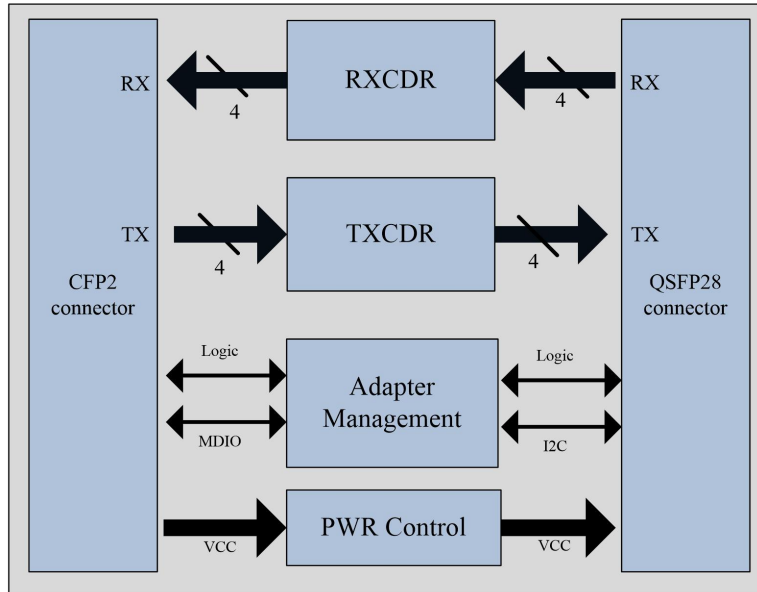 RX
4
RXCDR
4
RX
TX
4
TXCDR
4
TX
CFP2
connector
QSFP28
connector
Logic
MDIO
Adapter
Management
Logic
I2C
VCC
PWR Control
VCC